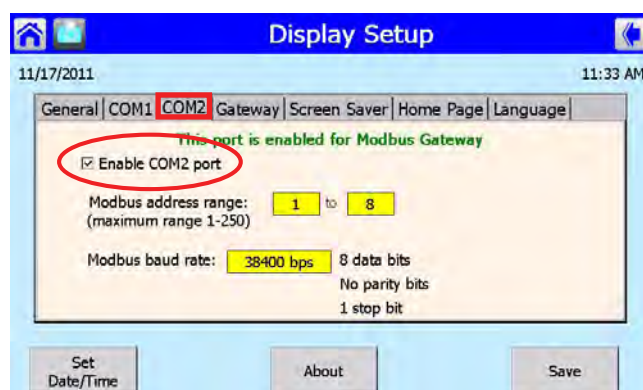 Display Setup
11/17/2011 11:33 AM
General COM1 COM2 Gateway Screen Saver Home Page Language
This port is enabled for Modbus Gateway
Enable COM2 port
Modbus address range: 1 to 8
(maximum range 1-250)
Modbus baud rate: 38400 bps 8 data bits
No parity bits
1 stop bit
Set
Date/Time
About
Save